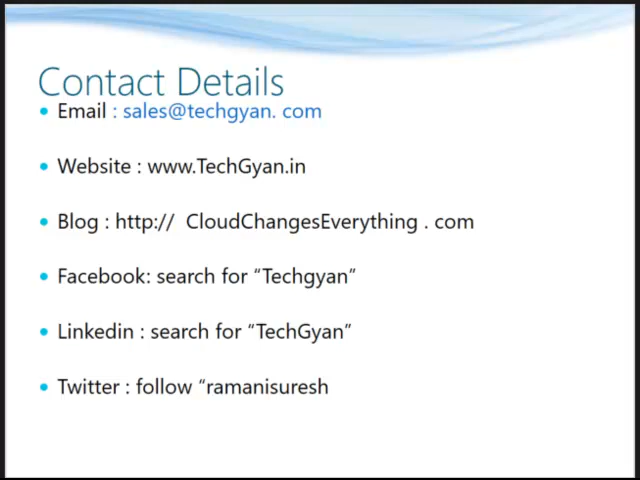 Contact Details
• Email : sales@techgyan. com
• Website : www.TechGyan.in
• Blog : http://  CloudChangesEverything . com
• Facebook: search for “Techgyan”
• Linkedin : search for “TechGyan”
• Twitter : follow “ramanisuresh